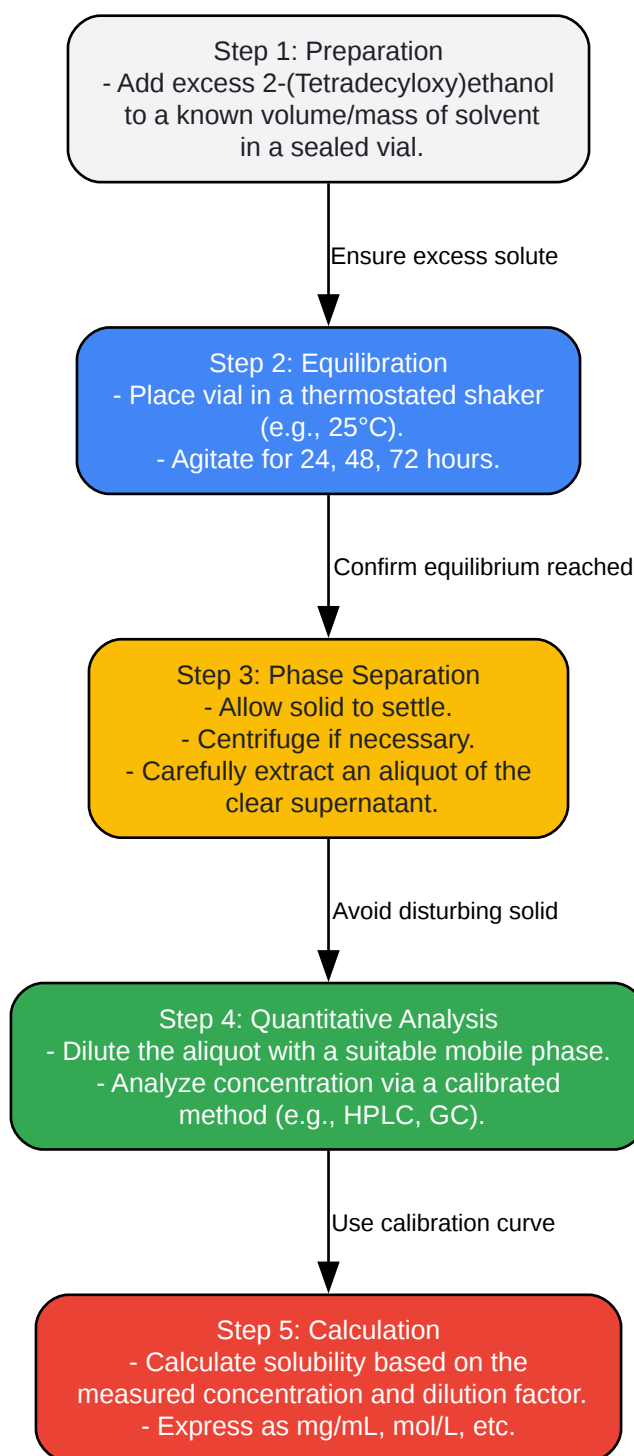 Step 1: Preparation
- Add excess 2-(Tetradecyloxy)ethanol
to a known volume/mass of solvent
in a sealed vial.
Ensure excess solute
Step 2: Equilibration
- Place vial in a thermostated shaker
(e.g., 25°C).
- Agitate for 24, 48, 72 hours.
Confirm equilibrium reached
Step 3: Phase Separation
- Allow solid to settle.
- Centrifuge if necessary.
- Carefully extract an aliquot of the
clear supernatant.
Avoid disturbing solid
Step 4: Quantitative Analysis
- Dilute the aliquot with a suitable mobile phase.
- Analyze concentration via a calibrated
method (e.g., HPLC, GC).
Use calibration curve
Step 5: Calculation
- Calculate solubility based on the
measured concentration and dilution factor.
- Express as mg/mL, mol/L, etc.